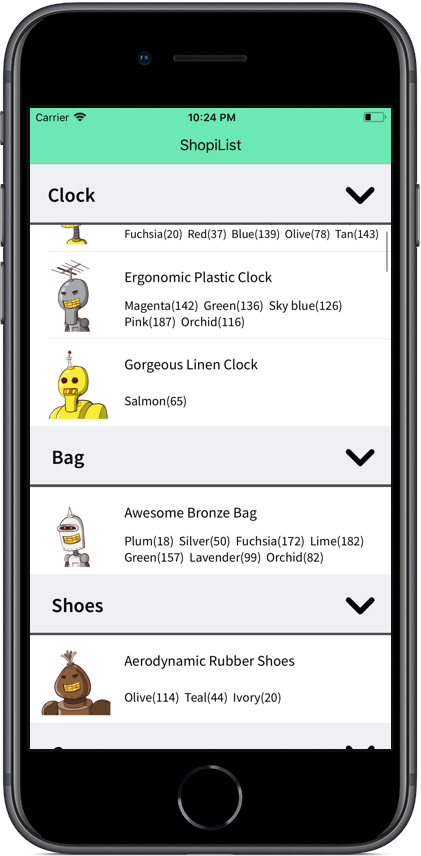 Carrier 10:24 PM
ShopiList
Clock
Fuchsia(20) Red(37) Blue(139) Olive(78) Tan(143)
Ergonomic Plastic Clock
Magenta(142) Green(136) Sky blue(126)
Pink(187) Orchid(116)
Gorgeous Linen Clock
Salmon(65)
Bag
Awesome Bronze Bag
Plum(18) Silver(50) Fuchsia(172) Lime(182)
Green(157) Lavender(99) Orchid(82)
Shoes
Aerodynamic Rubber Shoes
Olive(114) Teal(44) Ivory(20)